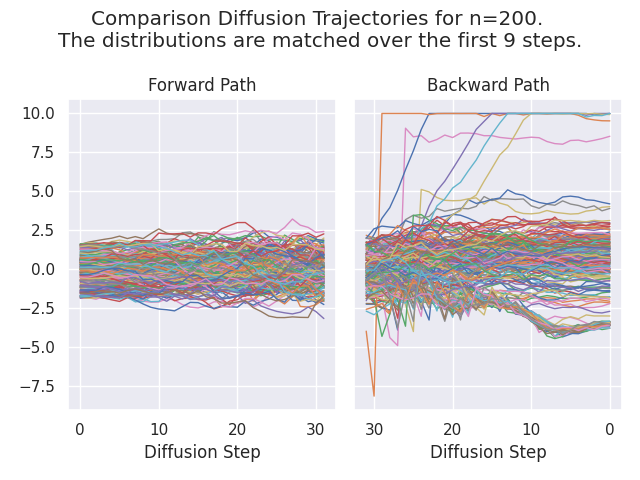 Comparison Diffusion Trajectories for n=200.
The distributions are matched over the first 9 steps.
Forward Path
Backward Path
10.0
7.5
5.0
2.5
0.0
−2.5
−5.0
−7.5
0 10 20 30
30 20 10 0
Diffusion Step
Diffusion Step